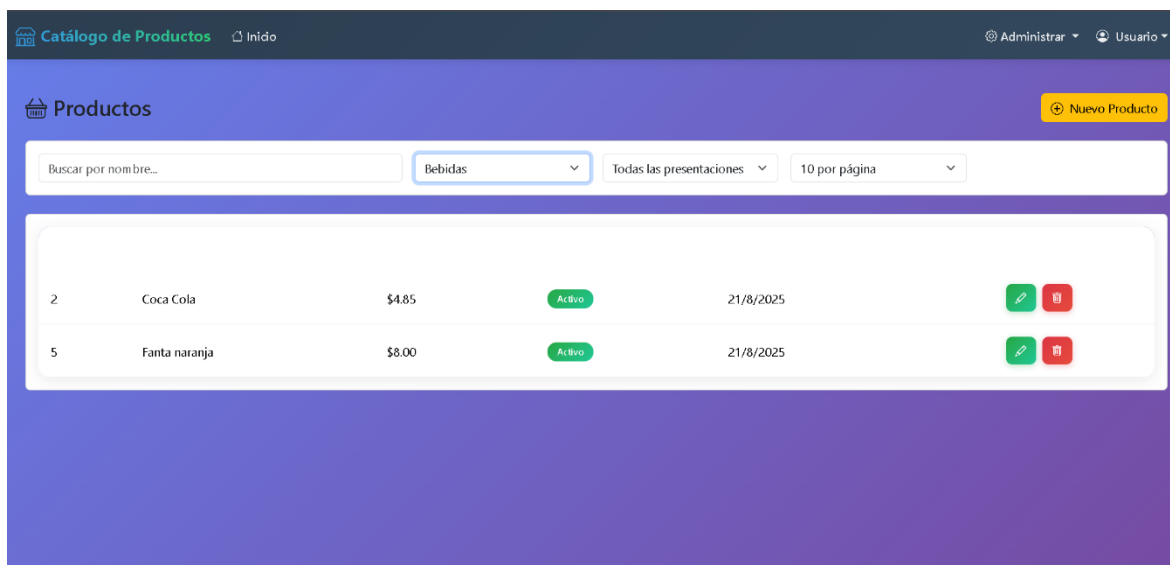 Catálogo de Productos Inicio Administrar Usuario
Productos Nuevo Producto
Buscar por nombre... Bebidas Todas las presentaciones 10 por página
2 Coca Cola $4.85 Activo 21/8/2025
5 Fanta naranja $8.00 Activo 21/8/2025